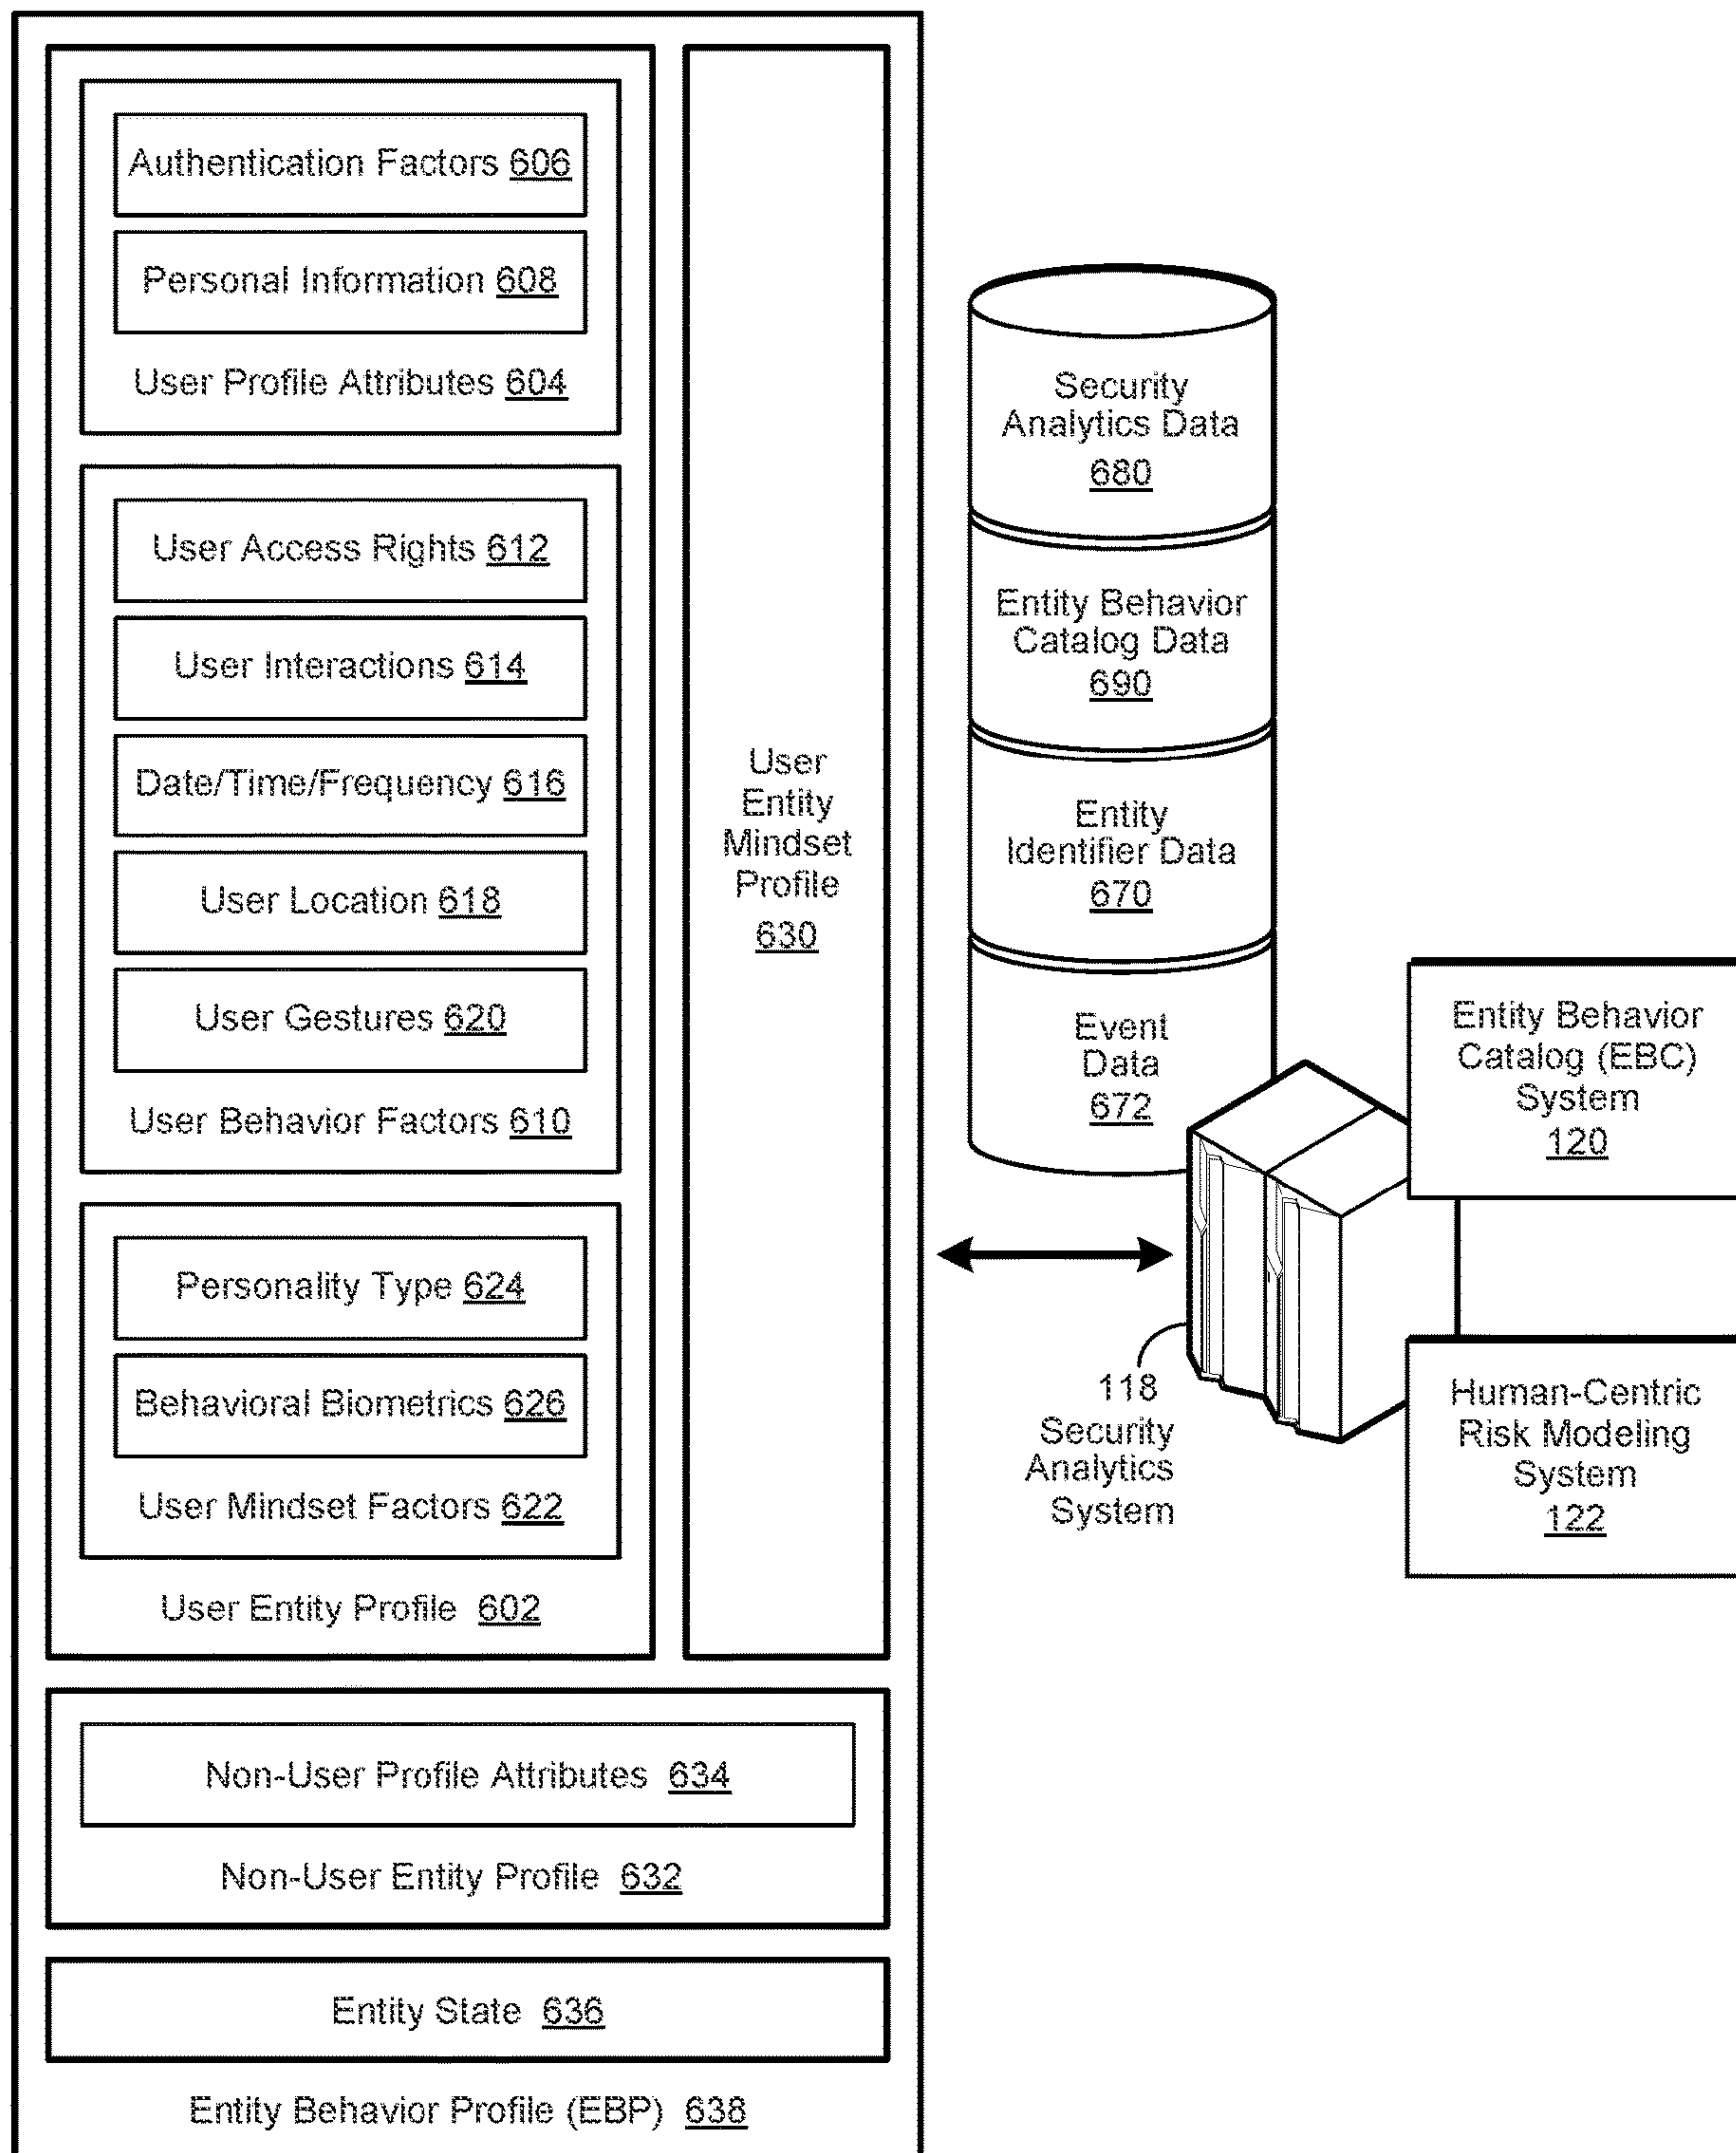 Authentication Factors 606
Personal Information 608
User Profile Attributes 604
User Access Rights 612
User Interactions 614
Date/Time/Frequency 616
User Location 618
User Gestures 620
User Behavior Factors 610
Personality Type 624
Behavioral Biometrics 626
User Mindset Factors 622
User Entity Profile 602
User
Entity
Mindset
Profile
630
Non-User Profile Attributes 634
Non-User Entity Profile 632
Entity State 636
Entity Behavior Profile (EBP) 638
Security
Analytics Data
680
Entity Behavior
Catalog Data
690
Entity
Identifier Data
670
Event
Data
672
118
Security
Analytics
System
Entity Behavior
Catalog (EBC)
System
120
Human-Centric
Risk Modeling
System
122